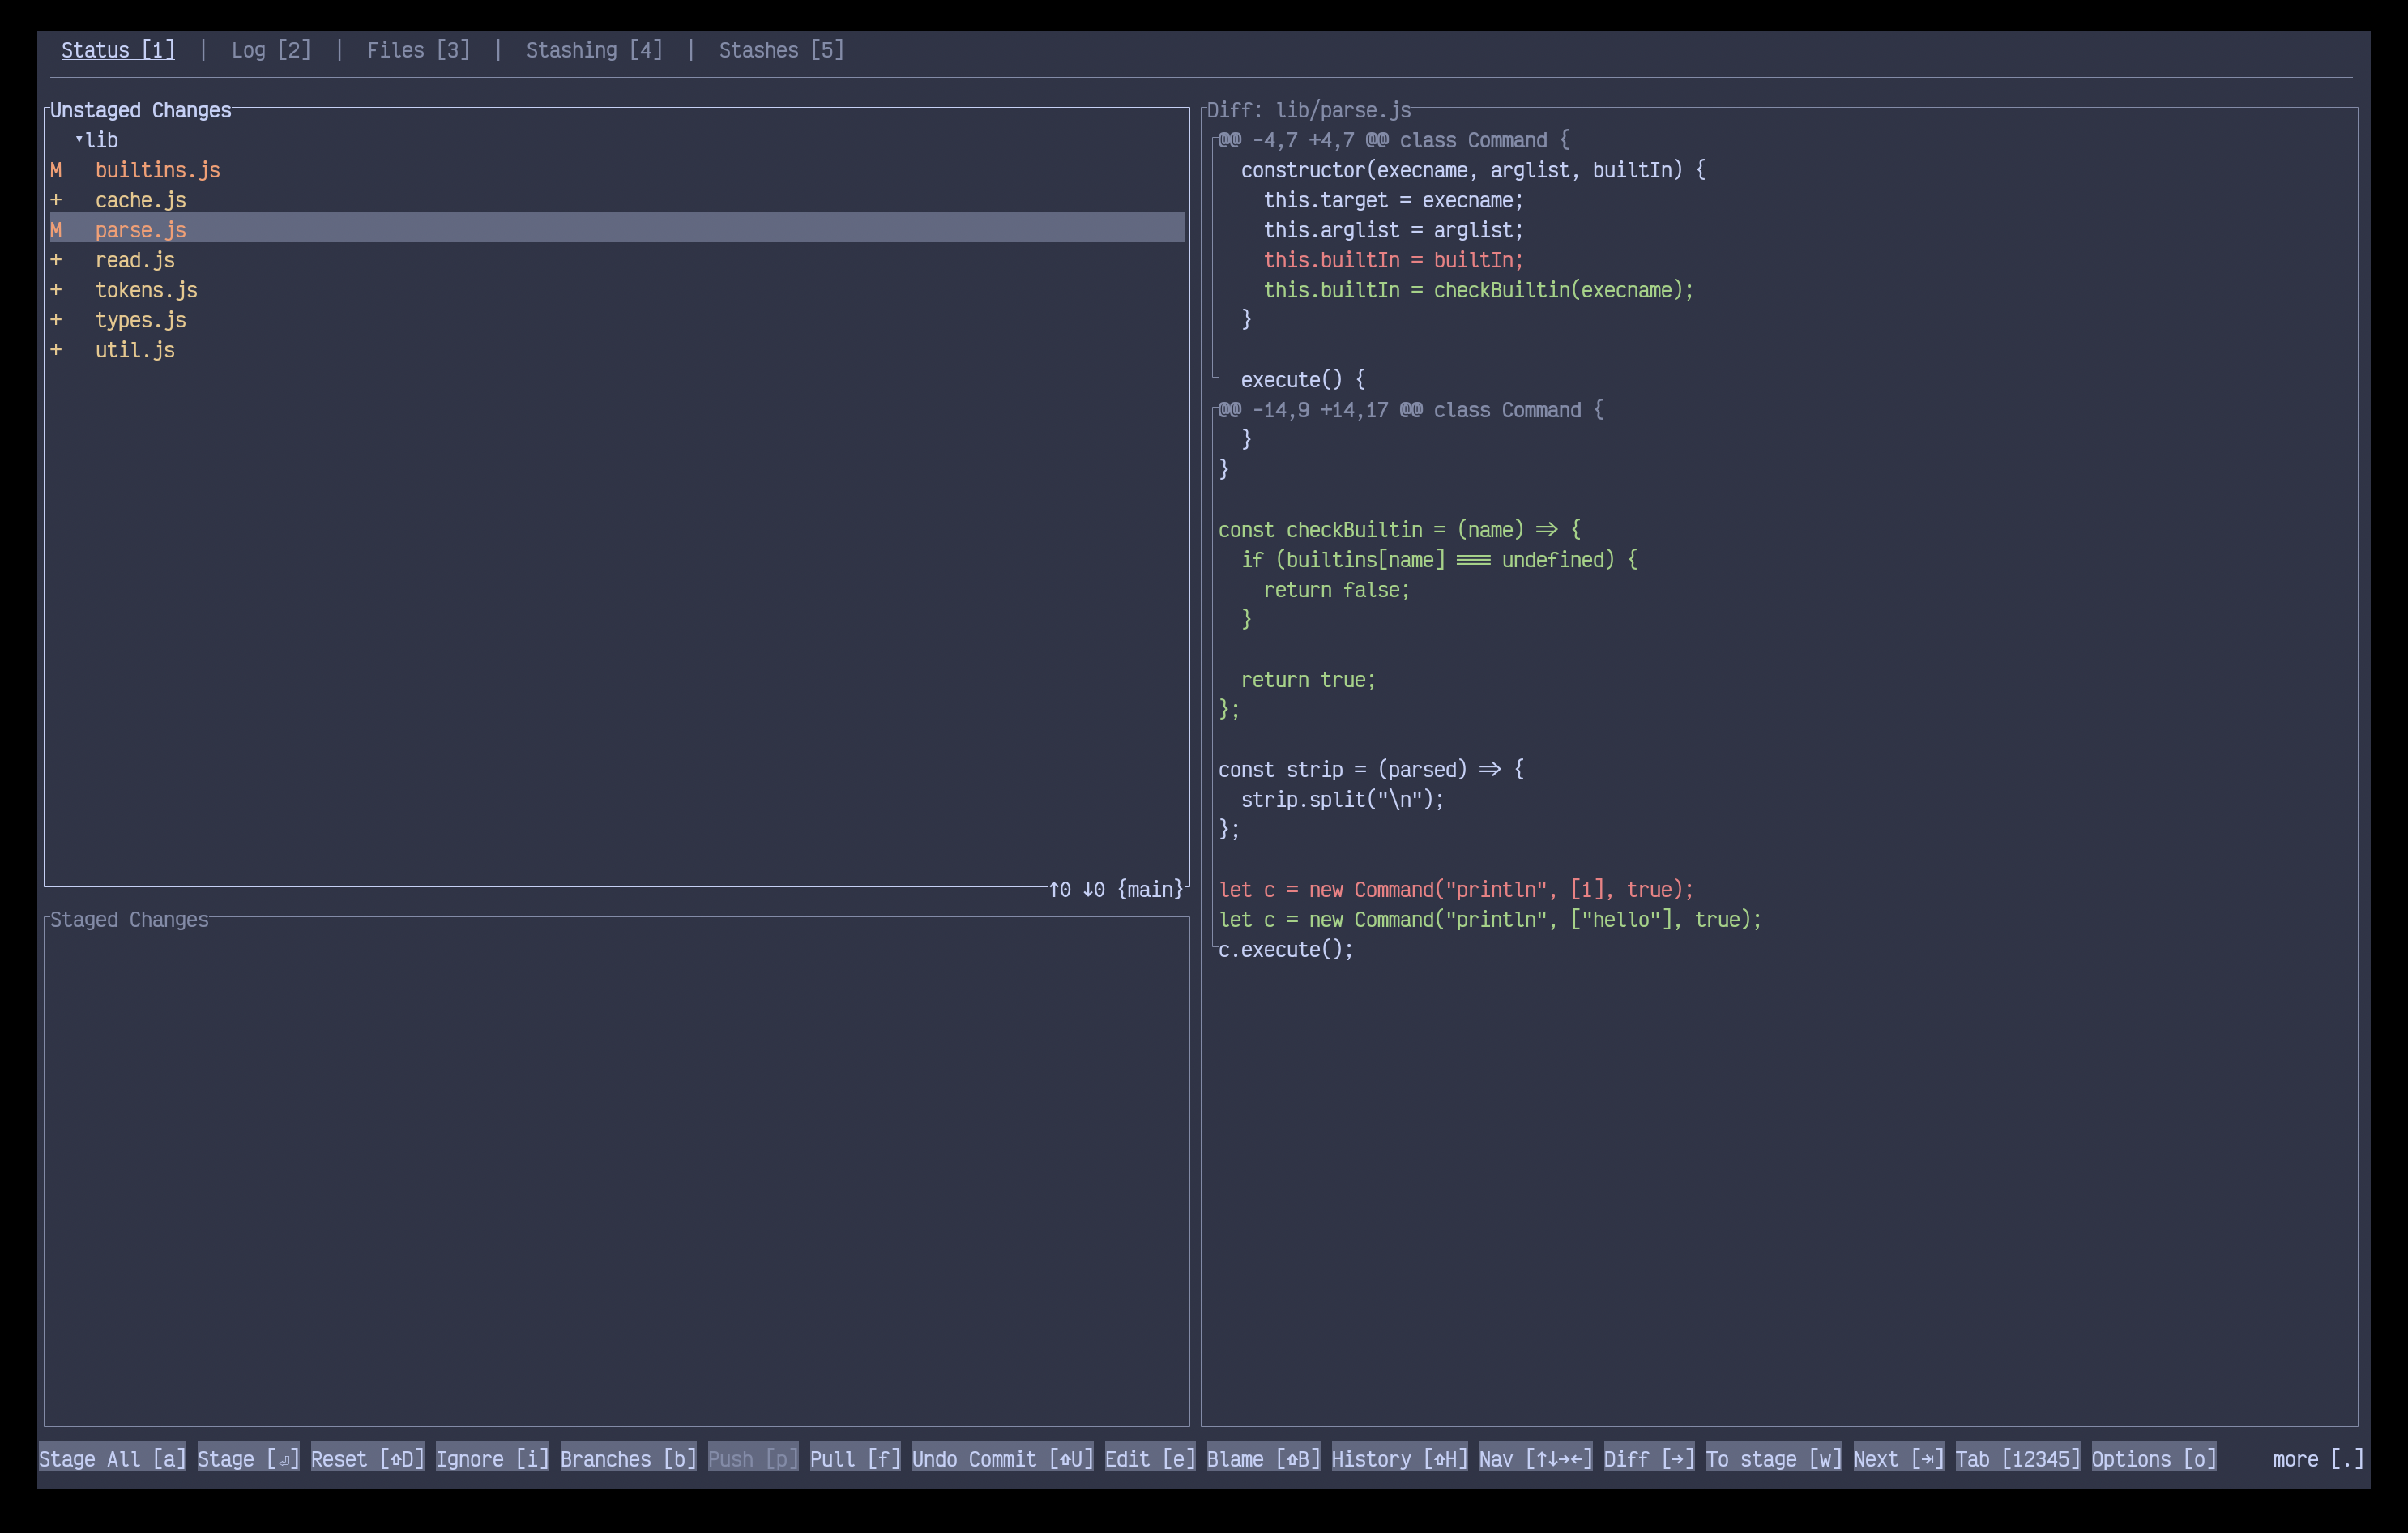 Status [1] | Log [2] | Files [3] | Stashing [4] | Stashes [5]
Unstaged Changes
▾lib
M builtins.js
+ cache.js
M parse.js
+ read.js
+ tokens.js
+ types.js
+ util.js
↑0 ↓0 {main}
Staged Changes
Diff: lib/parse.js
@@ -4,7 +4,7 @@ class Command {
  constructor(execname, arglist, builtIn) {
    this.target = execname;
    this.arglist = arglist;
    this.builtIn = builtIn;
    this.builtIn = checkBuiltin(execname);
  }
  execute() {
@@ -14,9 +14,17 @@ class Command {
  }
}
const checkBuiltin = (name) => {
  if (builtins[name] === undefined) {
    return false;
  }
  return true;
};
const strip = (parsed) => {
  strip.split("\n");
};
let c = new Command("println", [1], true);
let c = new Command("println", ["hello"], true);
c.execute();
Stage All [a] Stage [⏎] Reset [⇧D] Ignore [i] Branches [b] Push [p] Pull [f] Undo Commit [⇧U] Edit [e] Blame [⇧B] History [⇧H] Nav [↑↓→←] Diff [→] To stage [w] Next [⇥] Tab [12345] Options [o] more [.]